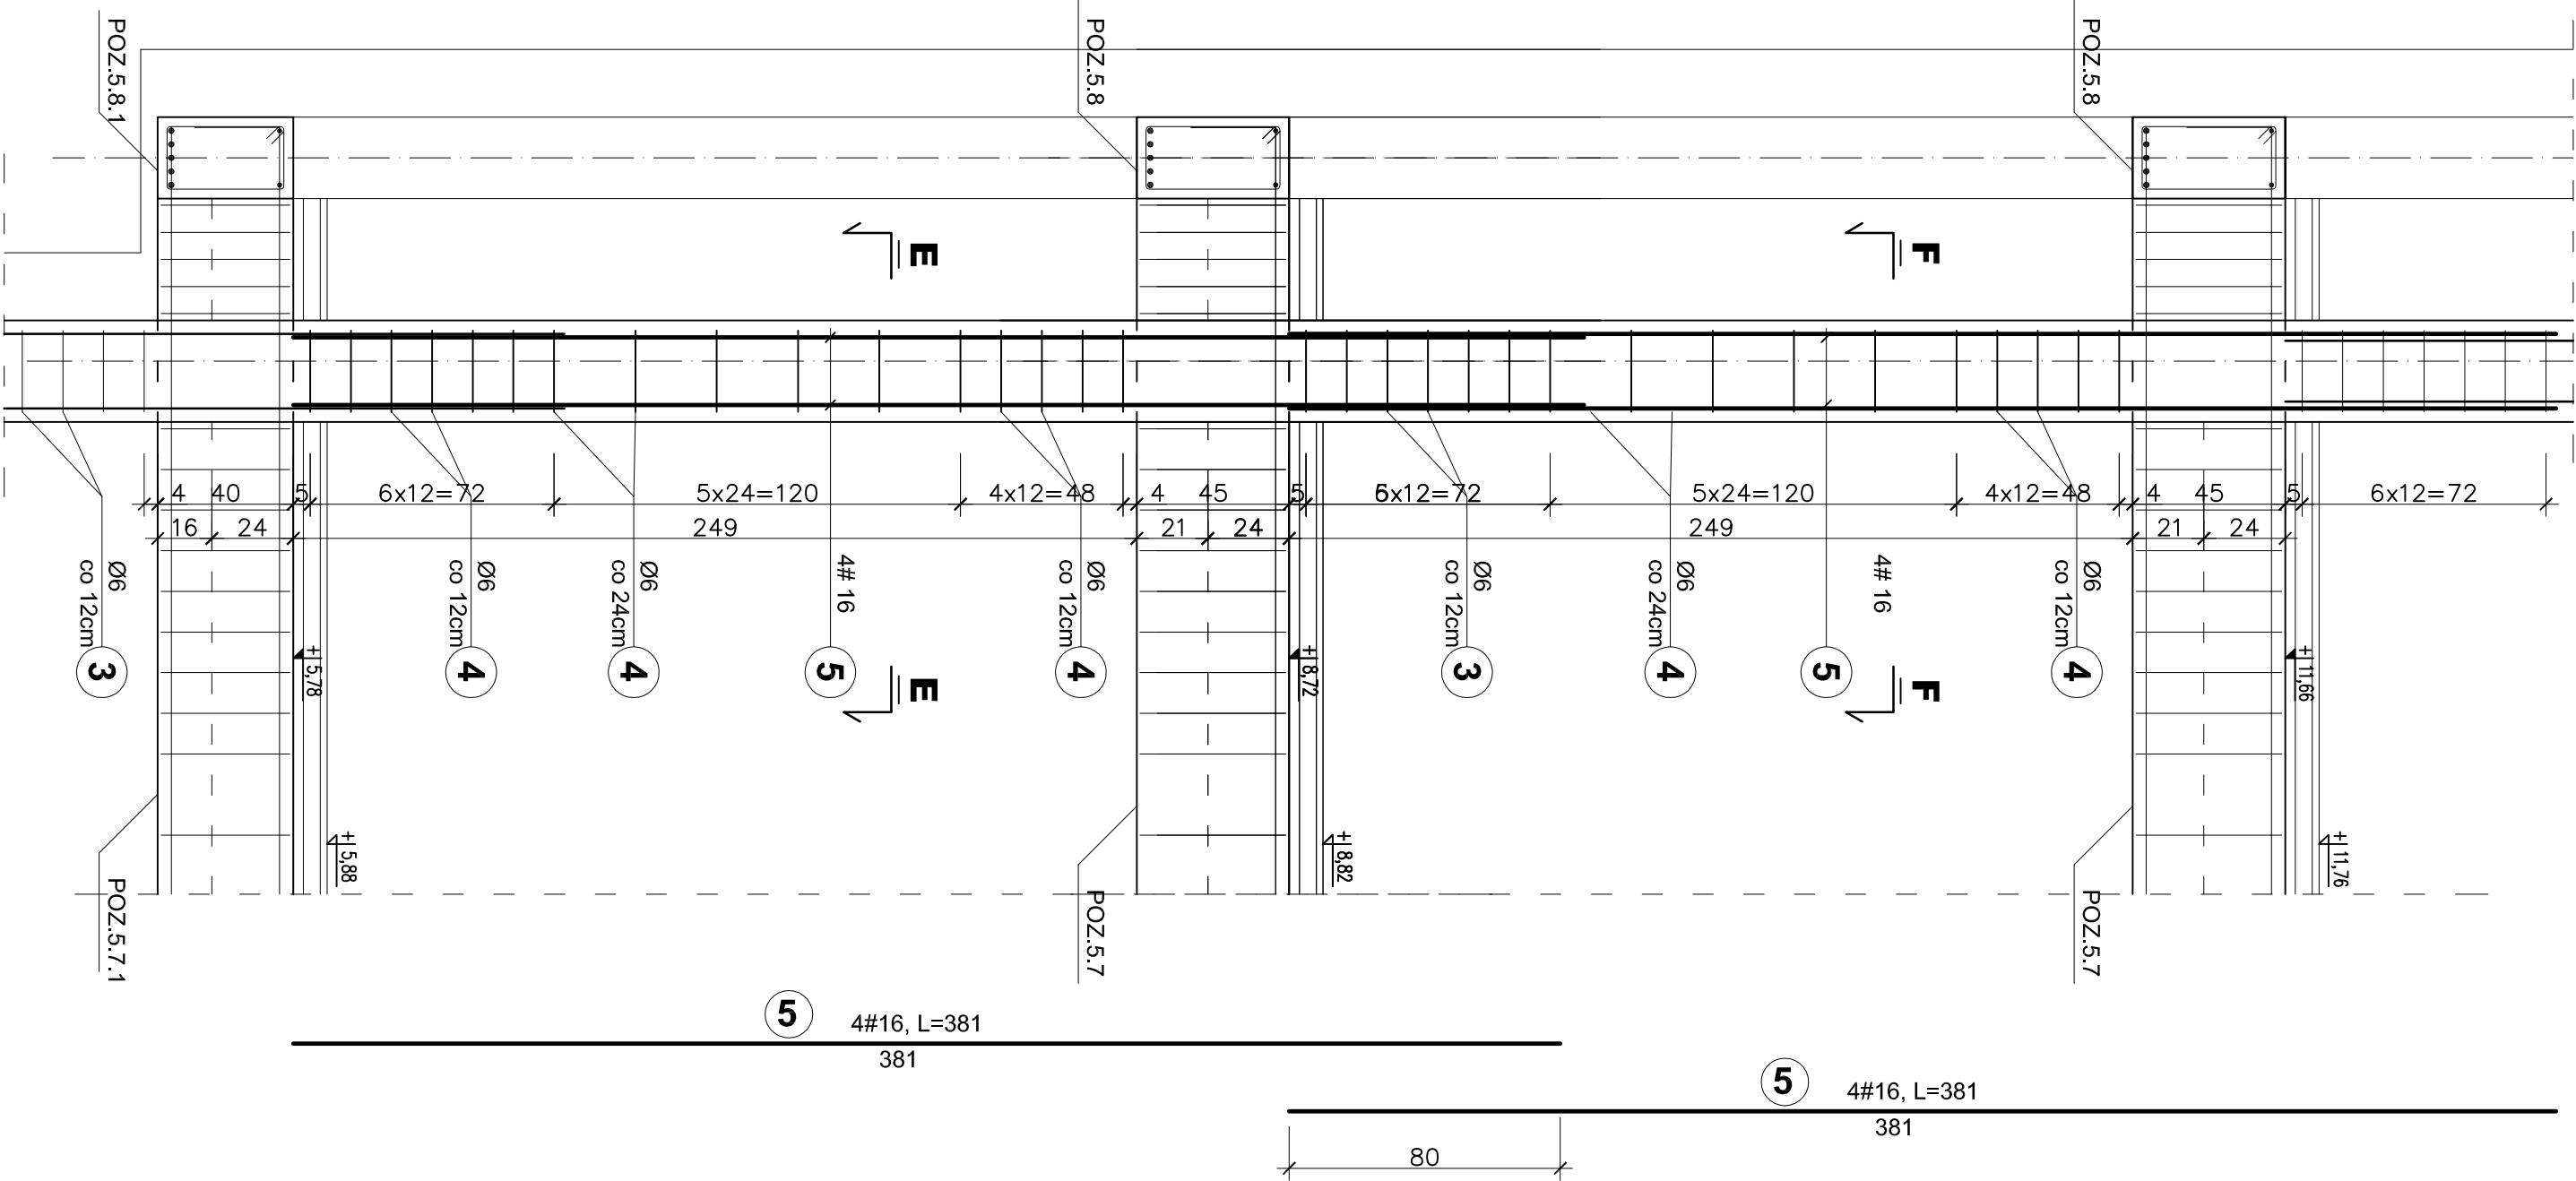 POZ.5.8.1
POZ.5.8
POZ.5.8
E
F
4
40
5
6x12=72
5x24=120
4x12=48
4
45
5
6x12=72
5x24=120
4x12=48
4
45
5
6x12=72
16
24
249
21
24
249
21
24
Ø6
co 12cm
3
Ø6
co 12cm
4
Ø6
co 24cm
4
4# 16
5
Ø6
co 12cm
4
Ø6
co 12cm
3
Ø6
co 24cm
4
4# 16
5
Ø6
co 12cm
4
+5,78
+8,72
+11,66
E
F
+5,88
+8,82
+11,76
POZ.5.7.1
POZ.5.7
POZ.5.7
5
4#16, L=381
381
5
4#16, L=381
381
80